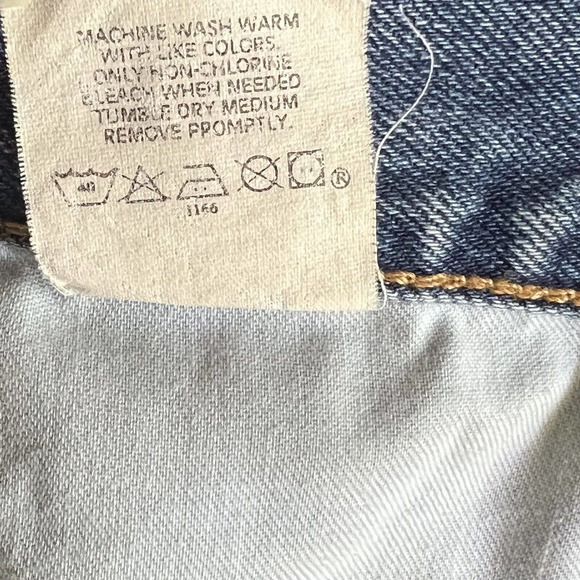 MACHINE WASH WARM
WITH LIKE COLORS.
ONLY NON-CHLORINE
BLEACH WHEN NEEDED
TUMBLE DRY MEDIUM
REMOVE PROMPTLY.
40 ®
1166